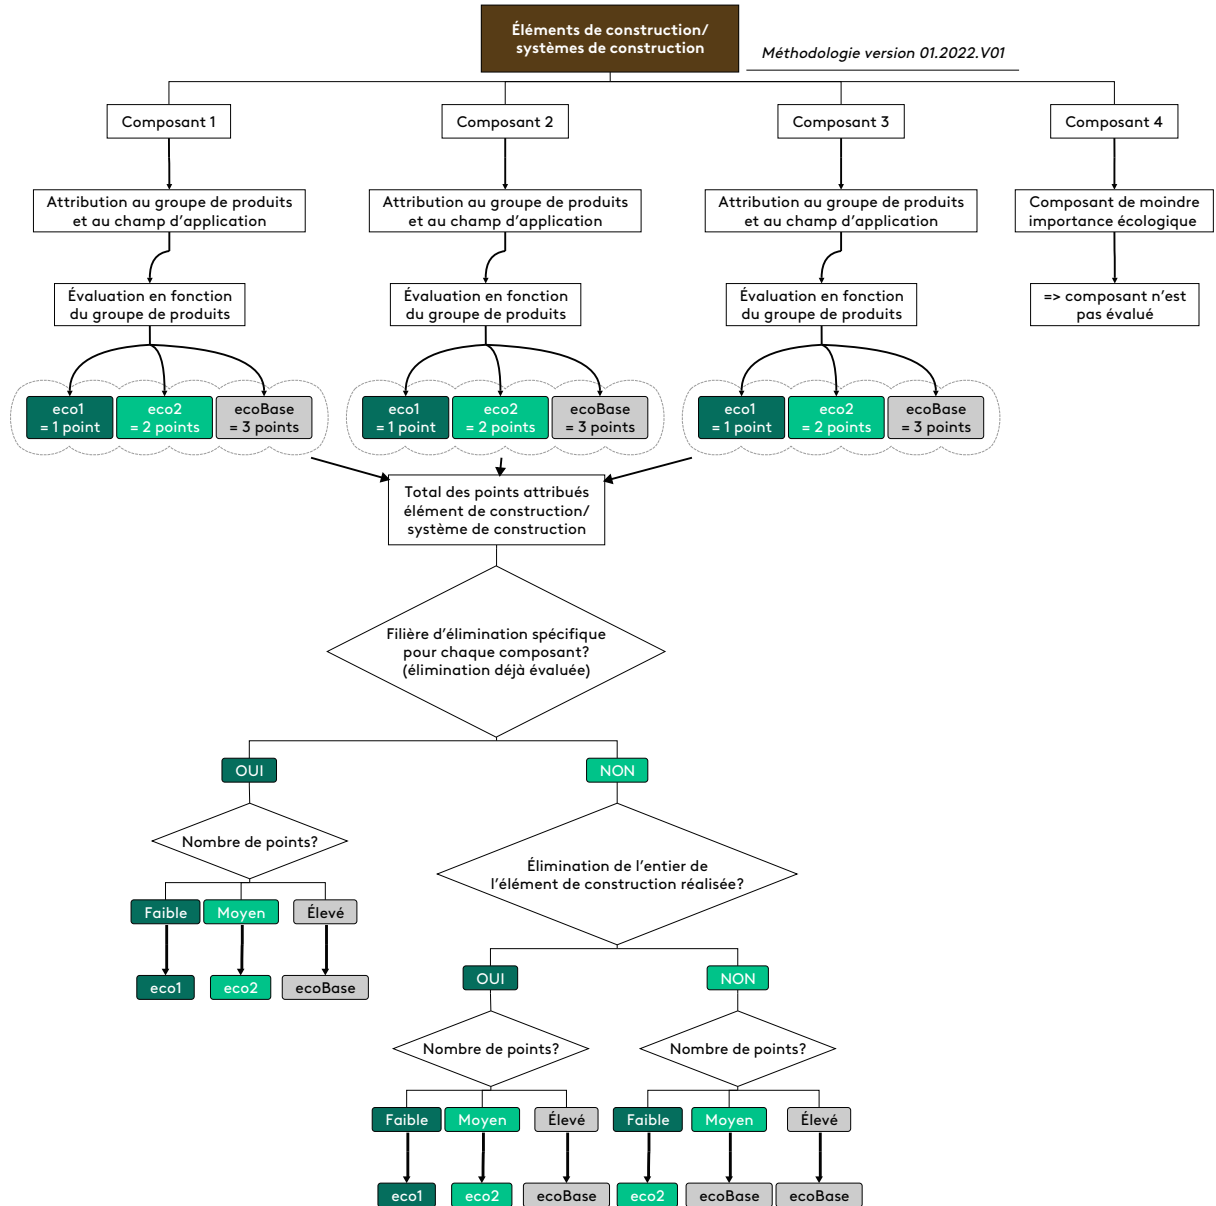 Éléments de construction/
systèmes de construction
Méthodologie version 01.2022.V01
Composant 1
Composant 2
Composant 3
Composant 4
Attribution au groupe de produits
et au champ d'application
Attribution au groupe de produits
et au champ d'application
Attribution au groupe de produits
et au champ d'application
Composant de moindre
importance écologique
Évaluation en fonction
du groupe de produits
Évaluation en fonction
du groupe de produits
Évaluation en fonction
du groupe de produits
=> composant n'est
pas évalué
eco1
= 1 point
eco2
= 2 points
ecoBase
= 3 points
eco1
= 1 point
eco2
= 2 points
ecoBase
= 3 points
eco1
= 1 point
eco2
= 2 points
ecoBase
= 3 points
Total des points attribués
élément de construction/
système de construction
Filière d'élimination spécifique
pour chaque composant?
(élimination déjà évaluée)
OUI
NON
Nombre de points?
Élimination de l'entier de
l'élément de construction réalisée?
Faible
Moyen
Élevé
eco1
eco2
ecoBase
OUI
NON
Nombre de points?
Nombre de points?
Faible
Moyen
Élevé
Faible
Moyen
Élevé
eco1
eco2
ecoBase
eco2
ecoBase
ecoBase